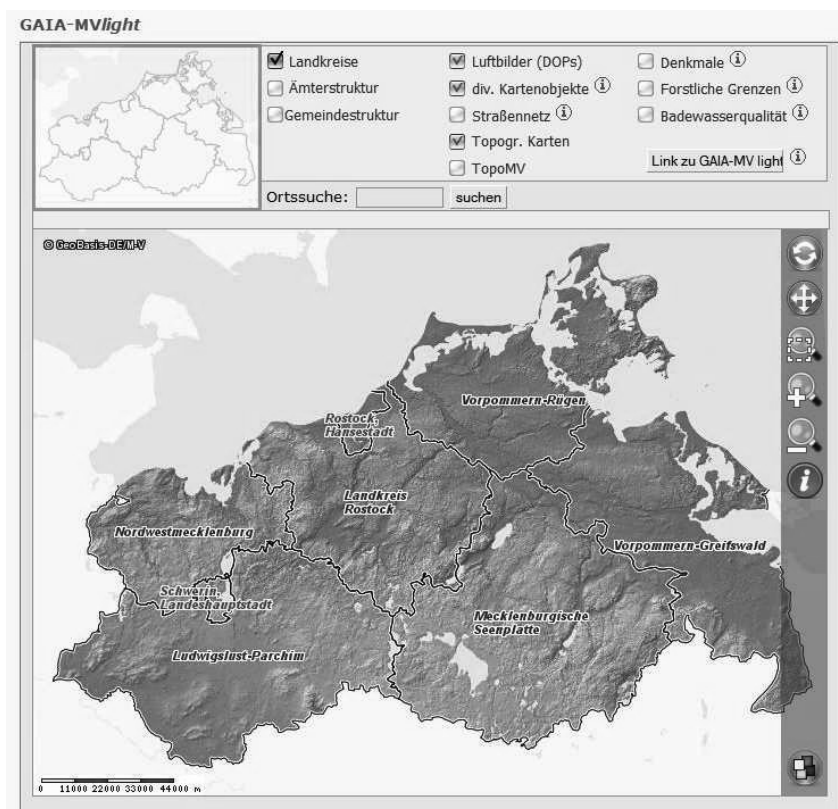 GAIA-MVlight
Landkreise
Ämterstruktur
Gemeindestruktur
Luftbilder (DOPs)
div. Kartenobjekte i
Straßennetz i
Topogr. Karten
TopoMV
Denkmale i
Forstliche Grenzen i
Badewasserqualität i
Link zu GAIA-MV light i
Ortssuche: suchen
© GeoBasis-DE/M-V
Vorpommern-Rügen
Rostock,
Hansestadt
Landkreis
Rostock
Nordwestmecklenburg
Vorpommern-Greifswald
Schwerin,
Landeshauptstadt
Mecklenburgische
Seenplatte
Ludwigslust-Parchim
i
0 11000 22000 33000 44000 m